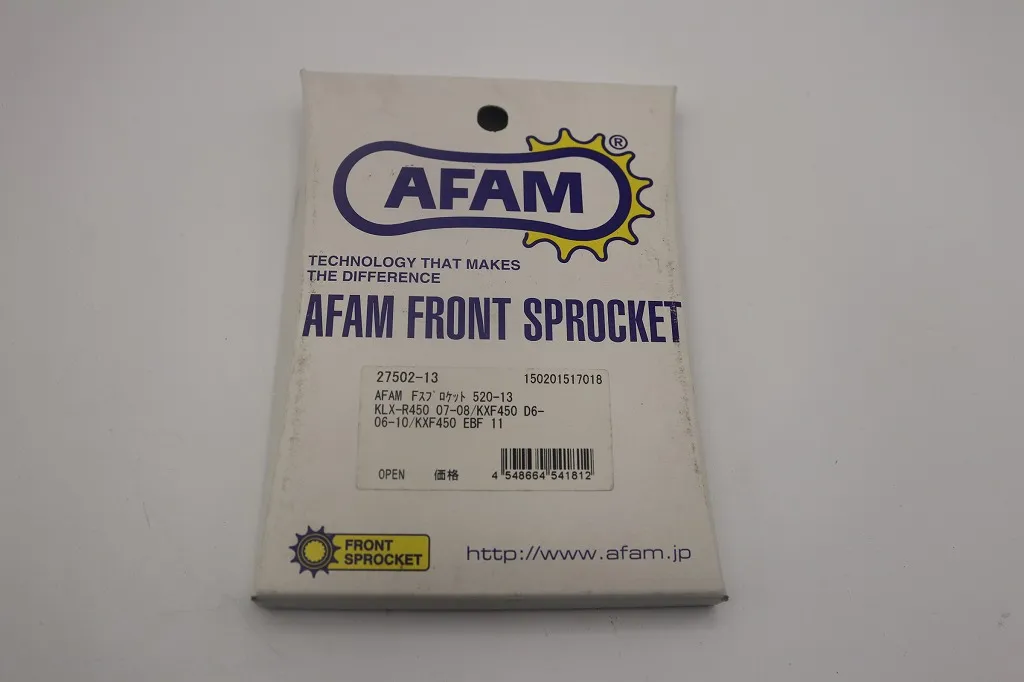 AFAM®
TECHNOLOGY THAT MAKES
THE DIFFERENCE
AFAM FRONT SPROCKET
27502-13 150201517018
AFAM Fスプロケット 520-13
KLX-R450 07-08/KXF450 D6-
06-10/KXF450 EBF 11
OPEN 価格
4 548664 541812
FRONT
SPROCKET
http://www.afam.jp